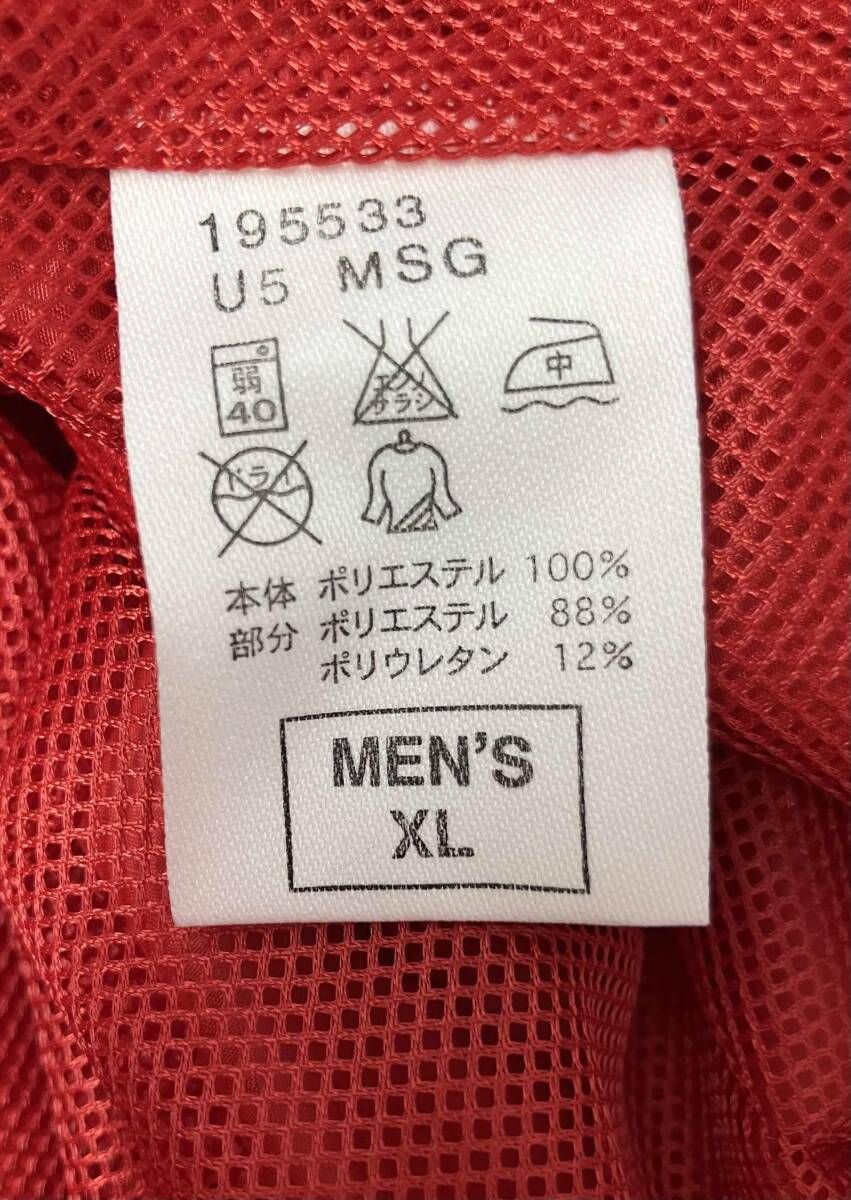 195533
U5 MSG
弱
40
エンソ
サラシ
中
ドライ
本体 ポリエステル 100%
部分 ポリエステル 88%
ポリウレタン 12%
MEN'S
XL